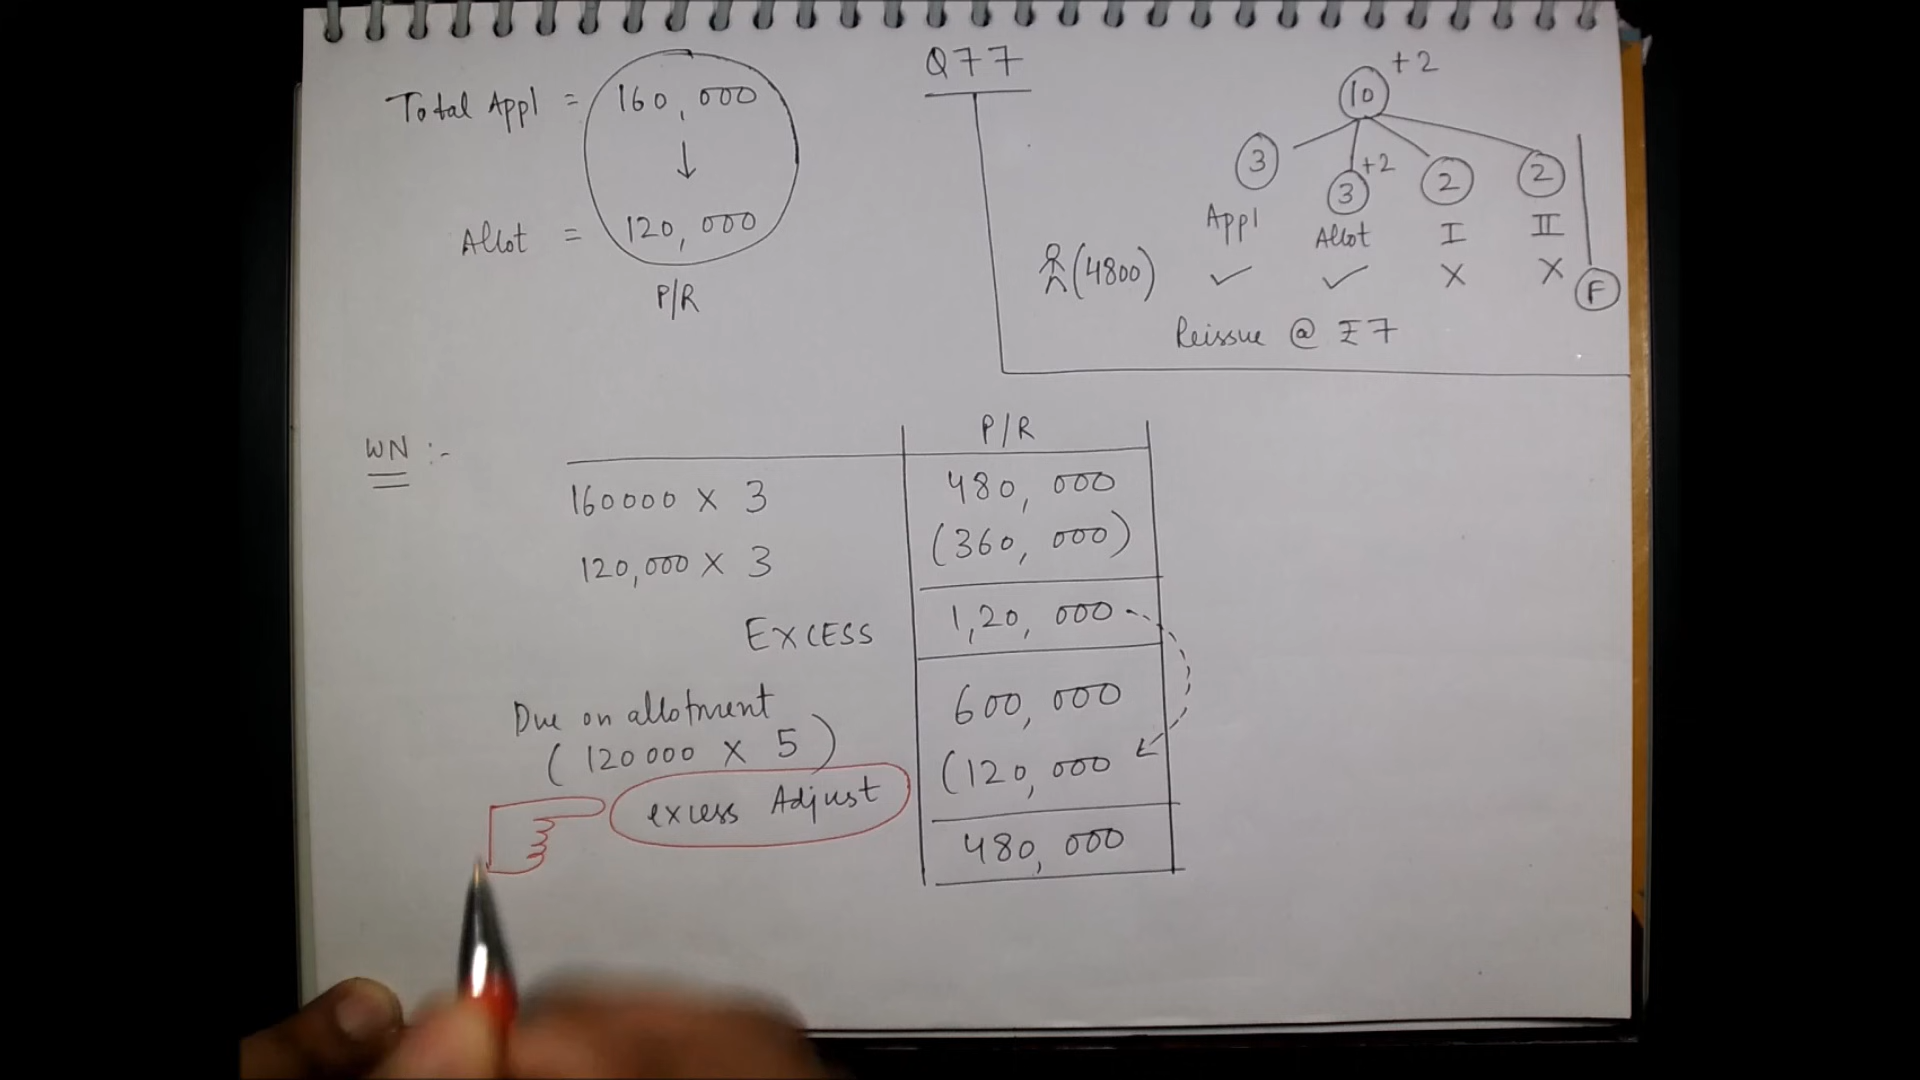 Total Appl = 160,000
↓
Allot = 120,000
P/R
Q77
10 +2
3 3 +2 2 2
Appl Allot I II
(4800) ✓ ✓ X X F
Reissue @ ₹7
WN :-
P/R
160000 X 3 480,000
120,000 X 3 (360,000)
EXCESS 1,20,000
Due on allotment 600,000
(120000 X 5)
excess Adjust (120,000
480,000